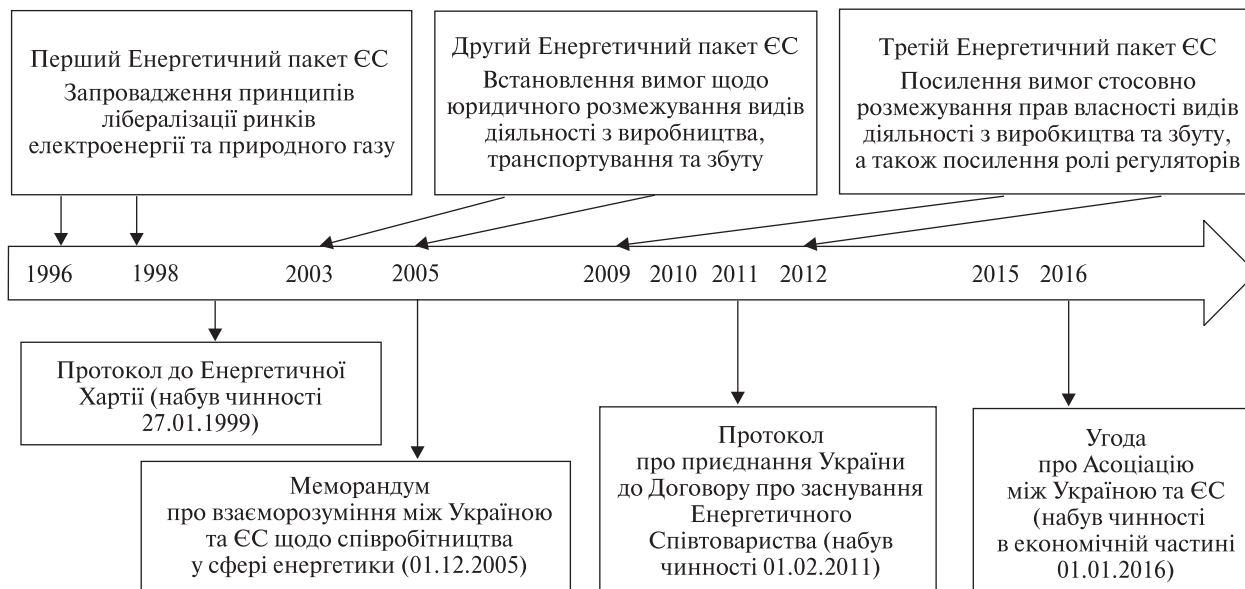 Перший Енергетичний пакет ЄС
Запровадження принципів
лібералізації ринків
електроенергії та природного газу
Другий Енергетичний пакет ЄС
Встановлення вимог щодо
юридичного розмежування видів
діяльності з виробництва,
транспортування та збуту
Третій Енергетичний пакет ЄС
Посилення вимог стосовно
розмежування прав власності видів
діяльності з виробкицтва та збуту,
а також посилення ролі регуляторів
1996 1998 2003 2005 2009 2010 2011 2012 2015 2016
Протокол до Енергетичної
Хартії (набув чинності
27.01.1999)
Меморандум
про взаєморозуміння між Україною
та ЄС щодо співробітництва
у сфері енергетики (01.12.2005)
Протокол
про приєднання України
до Договору про заснування
Енергетичного
Співтовариства (набув
чинності 01.02.2011)
Угода
про Асоціацію
між Україною та ЄС
(набув чинності
в економічній частині
01.01.2016)